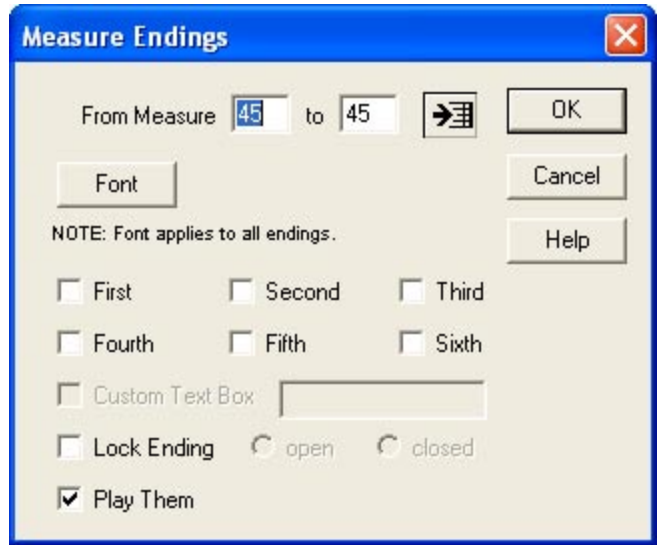 Measure Endings
From Measure 45 to 45 OK
Font Cancel
NOTE: Font applies to all endings. Help
First Second Third
Fourth Fifth Sixth
Custom Text Box
Lock Ending open closed
Play Them